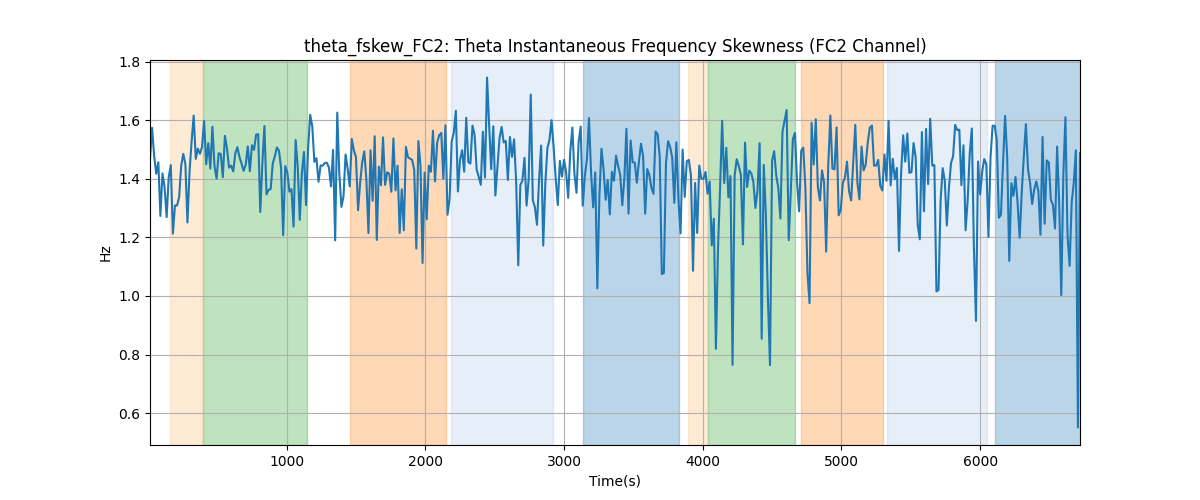 theta_fskew_FC2: Theta Instantaneous Frequency Skewness (FC2 Channel)
1.8
1.6
1.4
1.2
1.0
0.8
0.6
Hz
1000 2000 3000 4000 5000 6000
Time(s)